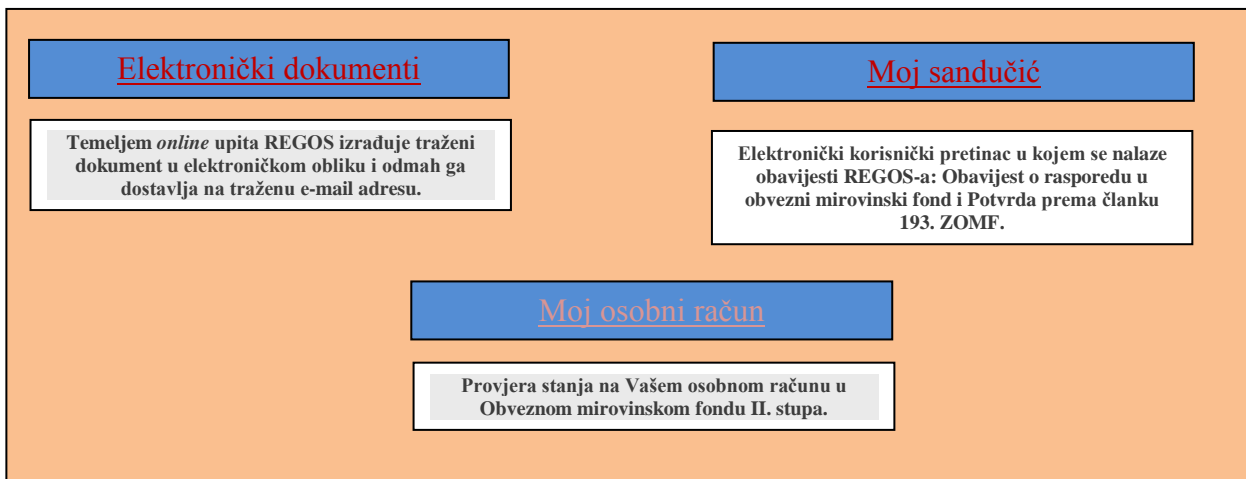 Elektronički dokumenti
Temeljem online upita REGOS izrađuje traženi
dokument u elektroničkom obliku i odmah ga
dostavlja na traženu e-mail adresu.
Moj sandučić
Elektronički korisnički pretinac u kojem se nalaze
obavijesti REGOS-a: Obavijest o rasporedu u
obvezni mirovinski fond i Potvrda prema članku
193. ZOMF.
Moj osobni račun
Provjera stanja na Vašem osobnom računu u
Obveznom mirovinskom fondu II. stupa.